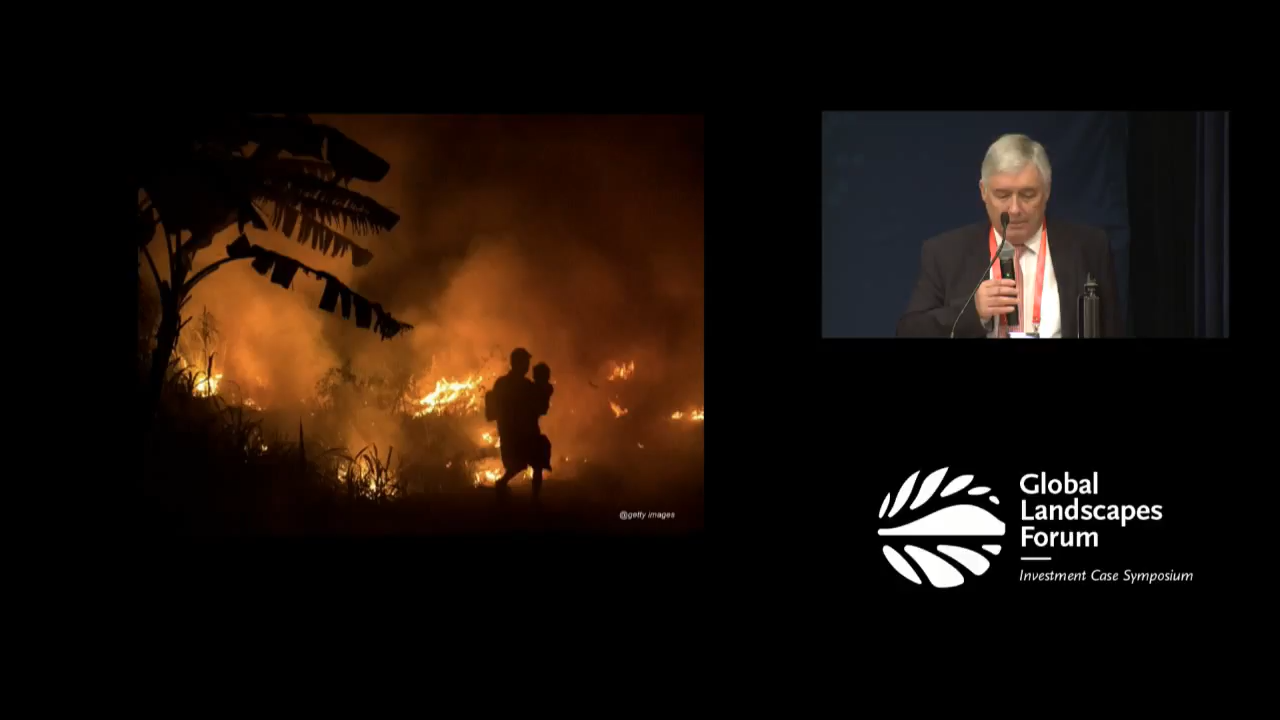 @getty images
Global
Landscapes
Forum
Investment Case Symposium